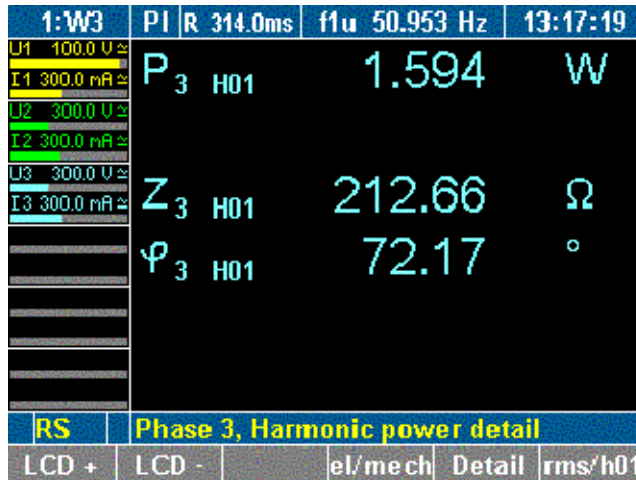 1:W3 PI R 314.0ms f1u 50.953 Hz 13:17:19
U1 100.0 V ≃
I1 300.0 mA ≃
U2 300.0 V ≃
I2 300.0 mA ≃
U3 300.0 V ≃
I3 300.0 mA ≃
P3 H01 1.594 W
Z3 H01 212.66 Ω
φ3 H01 72.17 °
RS Phase 3, Harmonic power detail
LCD + LCD - el/mech Detail rms/h01